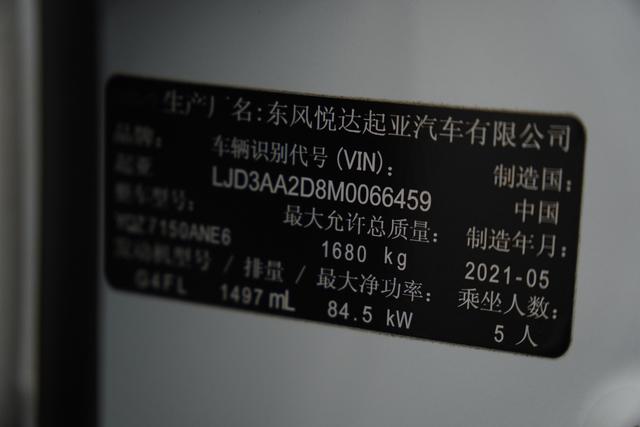 生产厂名:东风悦达起亚汽车有限公司
品牌: 车辆识别代号(VIN): 制造国:
起亚 LJD3AA2D8M0066459 中国
整车型号: 最大允许总质量: 制造年月:
YQZ7150ANE6 1680 kg 2021-05
发动机型号 / 排量 / 最大净功率: 乘坐人数:
G4FL 1497 mL 84.5 kW 5 人